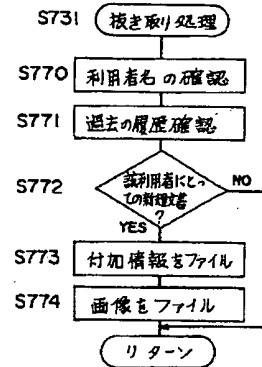 S731 抜き取り処理
S770 利用者名の確認
S771 過去の履歴確認
S772 該利用者にとっ
ての新規文書
?
NO
YES
S773 付加情報をファイル
S774 画像をファイル
リターン